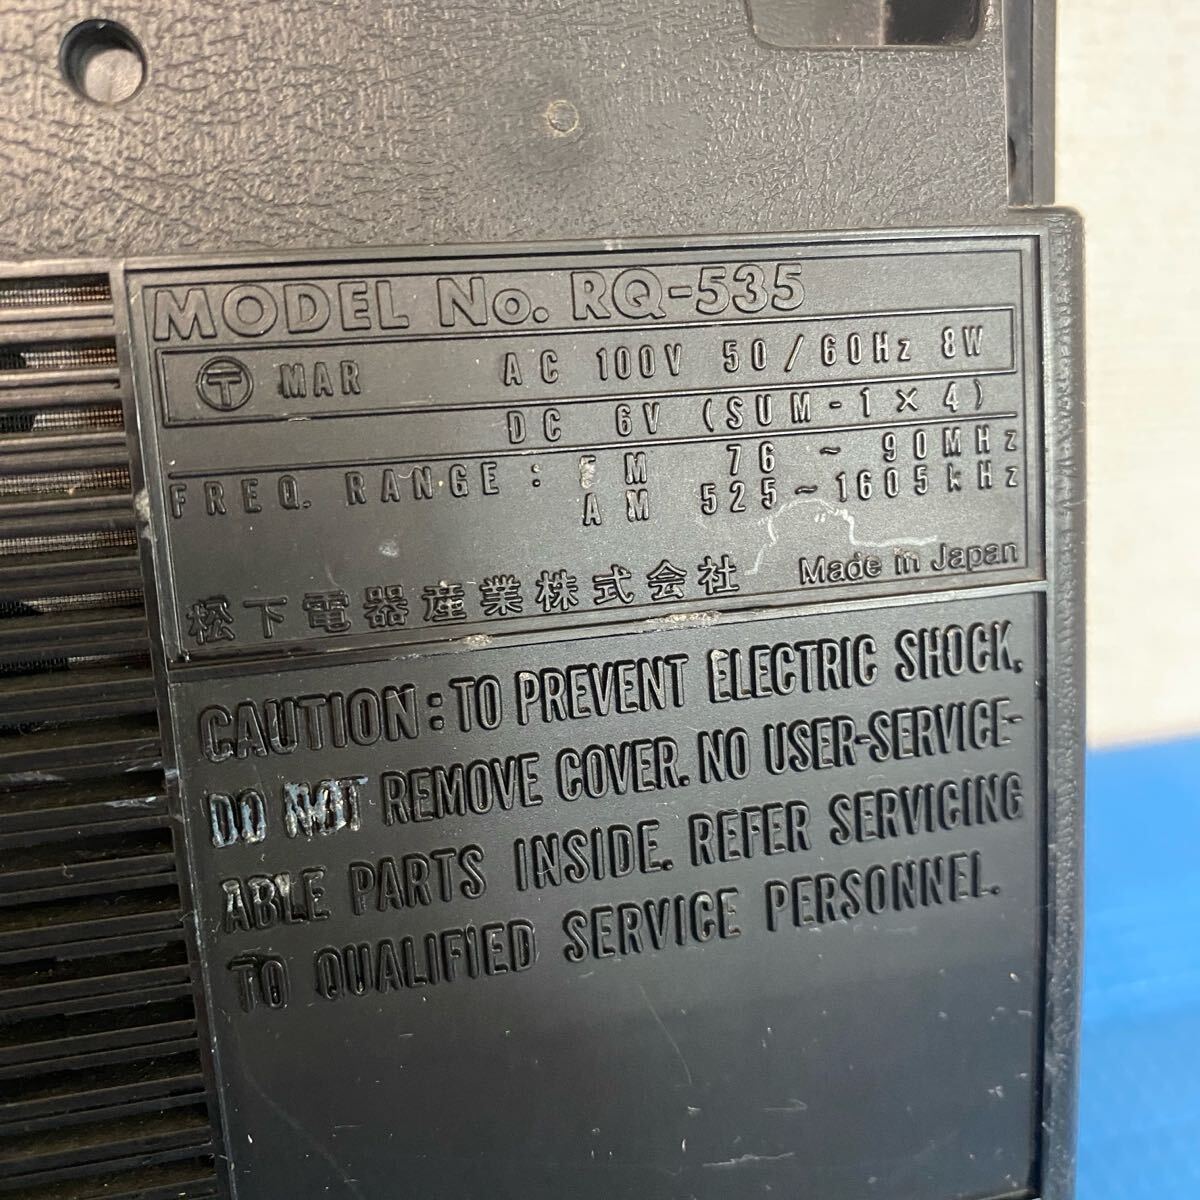 MODEL No. RQ-535
T MAR AC 100V 50/60Hz 8W
DC 6V (SUM-1×4)
FREQ. RANGE: FM 76 ~ 90MHz
AM 525~1605kHz
松下電器産業株式会社 Made in Japan
CAUTION: TO PREVENT ELECTRIC SHOCK,
DO NOT REMOVE COVER. NO USER-SERVICE-
ABLE PARTS INSIDE. REFER SERVICING
TO QUALIFIED SERVICE PERSONNEL.